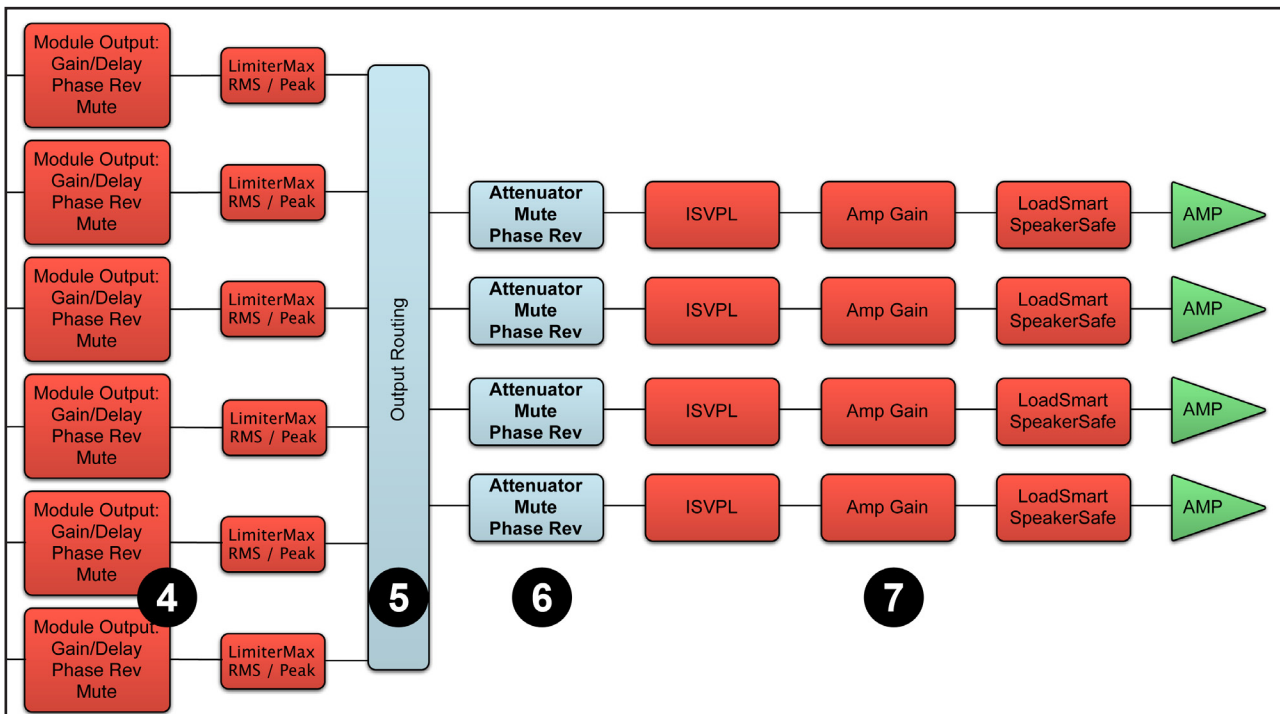 Module Output:
Gain/Delay
Phase Rev
Mute
LimiterMax
RMS / Peak
Module Output:
Gain/Delay
Phase Rev
Mute
LimiterMax
RMS / Peak
Module Output:
Gain/Delay
Phase Rev
Mute
LimiterMax
RMS / Peak
Module Output:
Gain/Delay
Phase Rev
Mute
LimiterMax
RMS / Peak
Module Output:
Gain/Delay
Phase Rev
Mute
LimiterMax
RMS / Peak
Module Output:
Gain/Delay
Phase Rev
Mute
LimiterMax
RMS / Peak
Output Routing
Attenuator
Mute
Phase Rev
ISVPL
Amp Gain
LoadSmart
SpeakerSafe
AMP
Attenuator
Mute
Phase Rev
ISVPL
Amp Gain
LoadSmart
SpeakerSafe
AMP
Attenuator
Mute
Phase Rev
ISVPL
Amp Gain
LoadSmart
SpeakerSafe
AMP
Attenuator
Mute
Phase Rev
ISVPL
Amp Gain
LoadSmart
SpeakerSafe
AMP
4
5
6
7